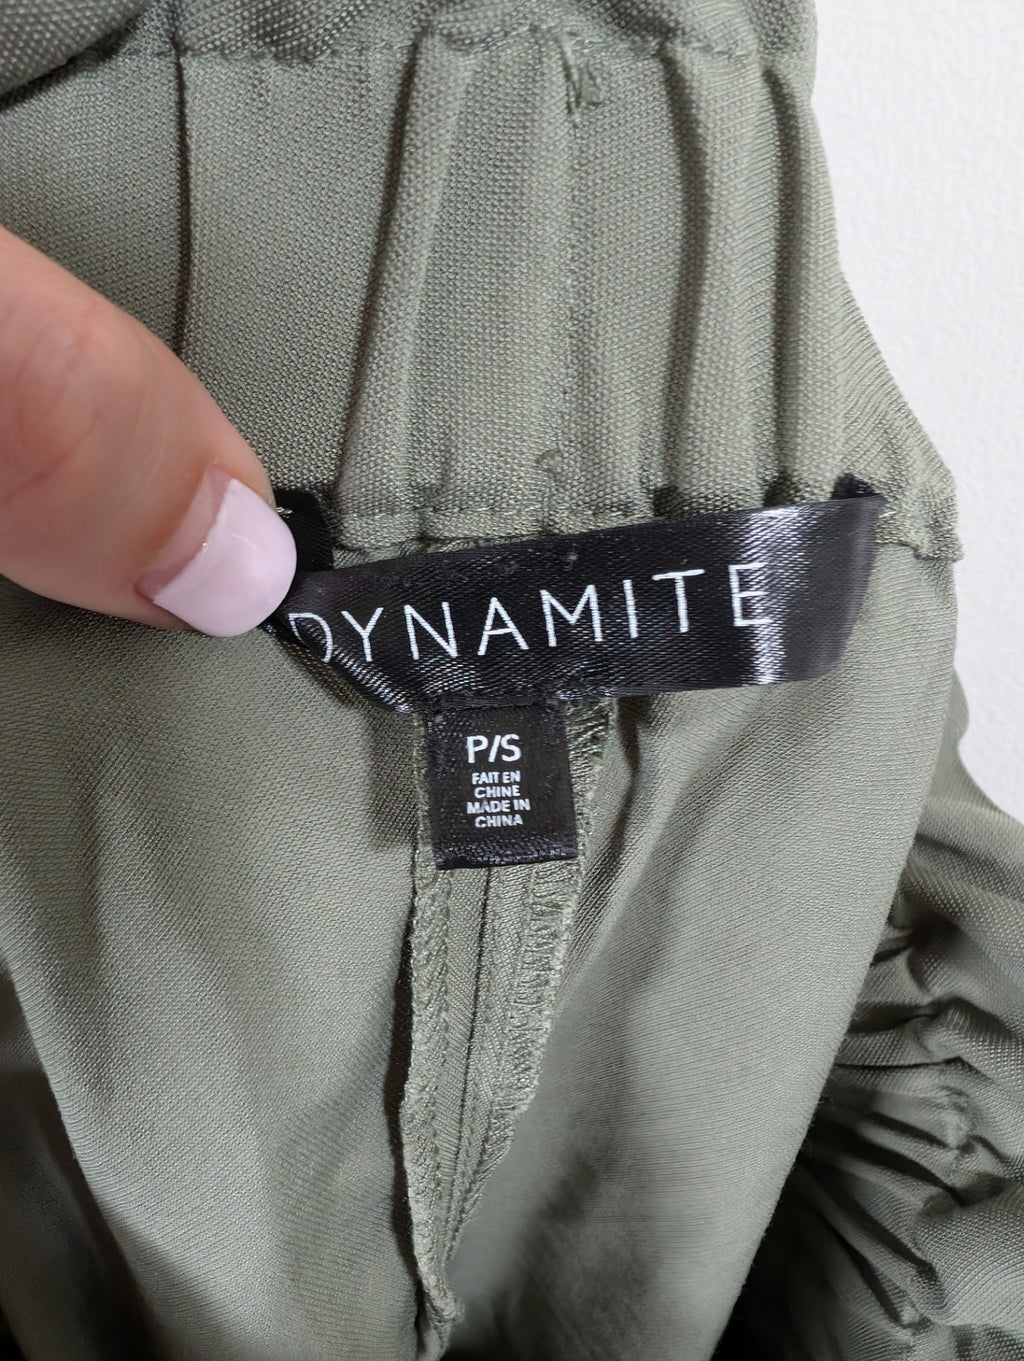 DYNAMITE
P/S
FAIT EN
CHINE
MADE IN
CHINA